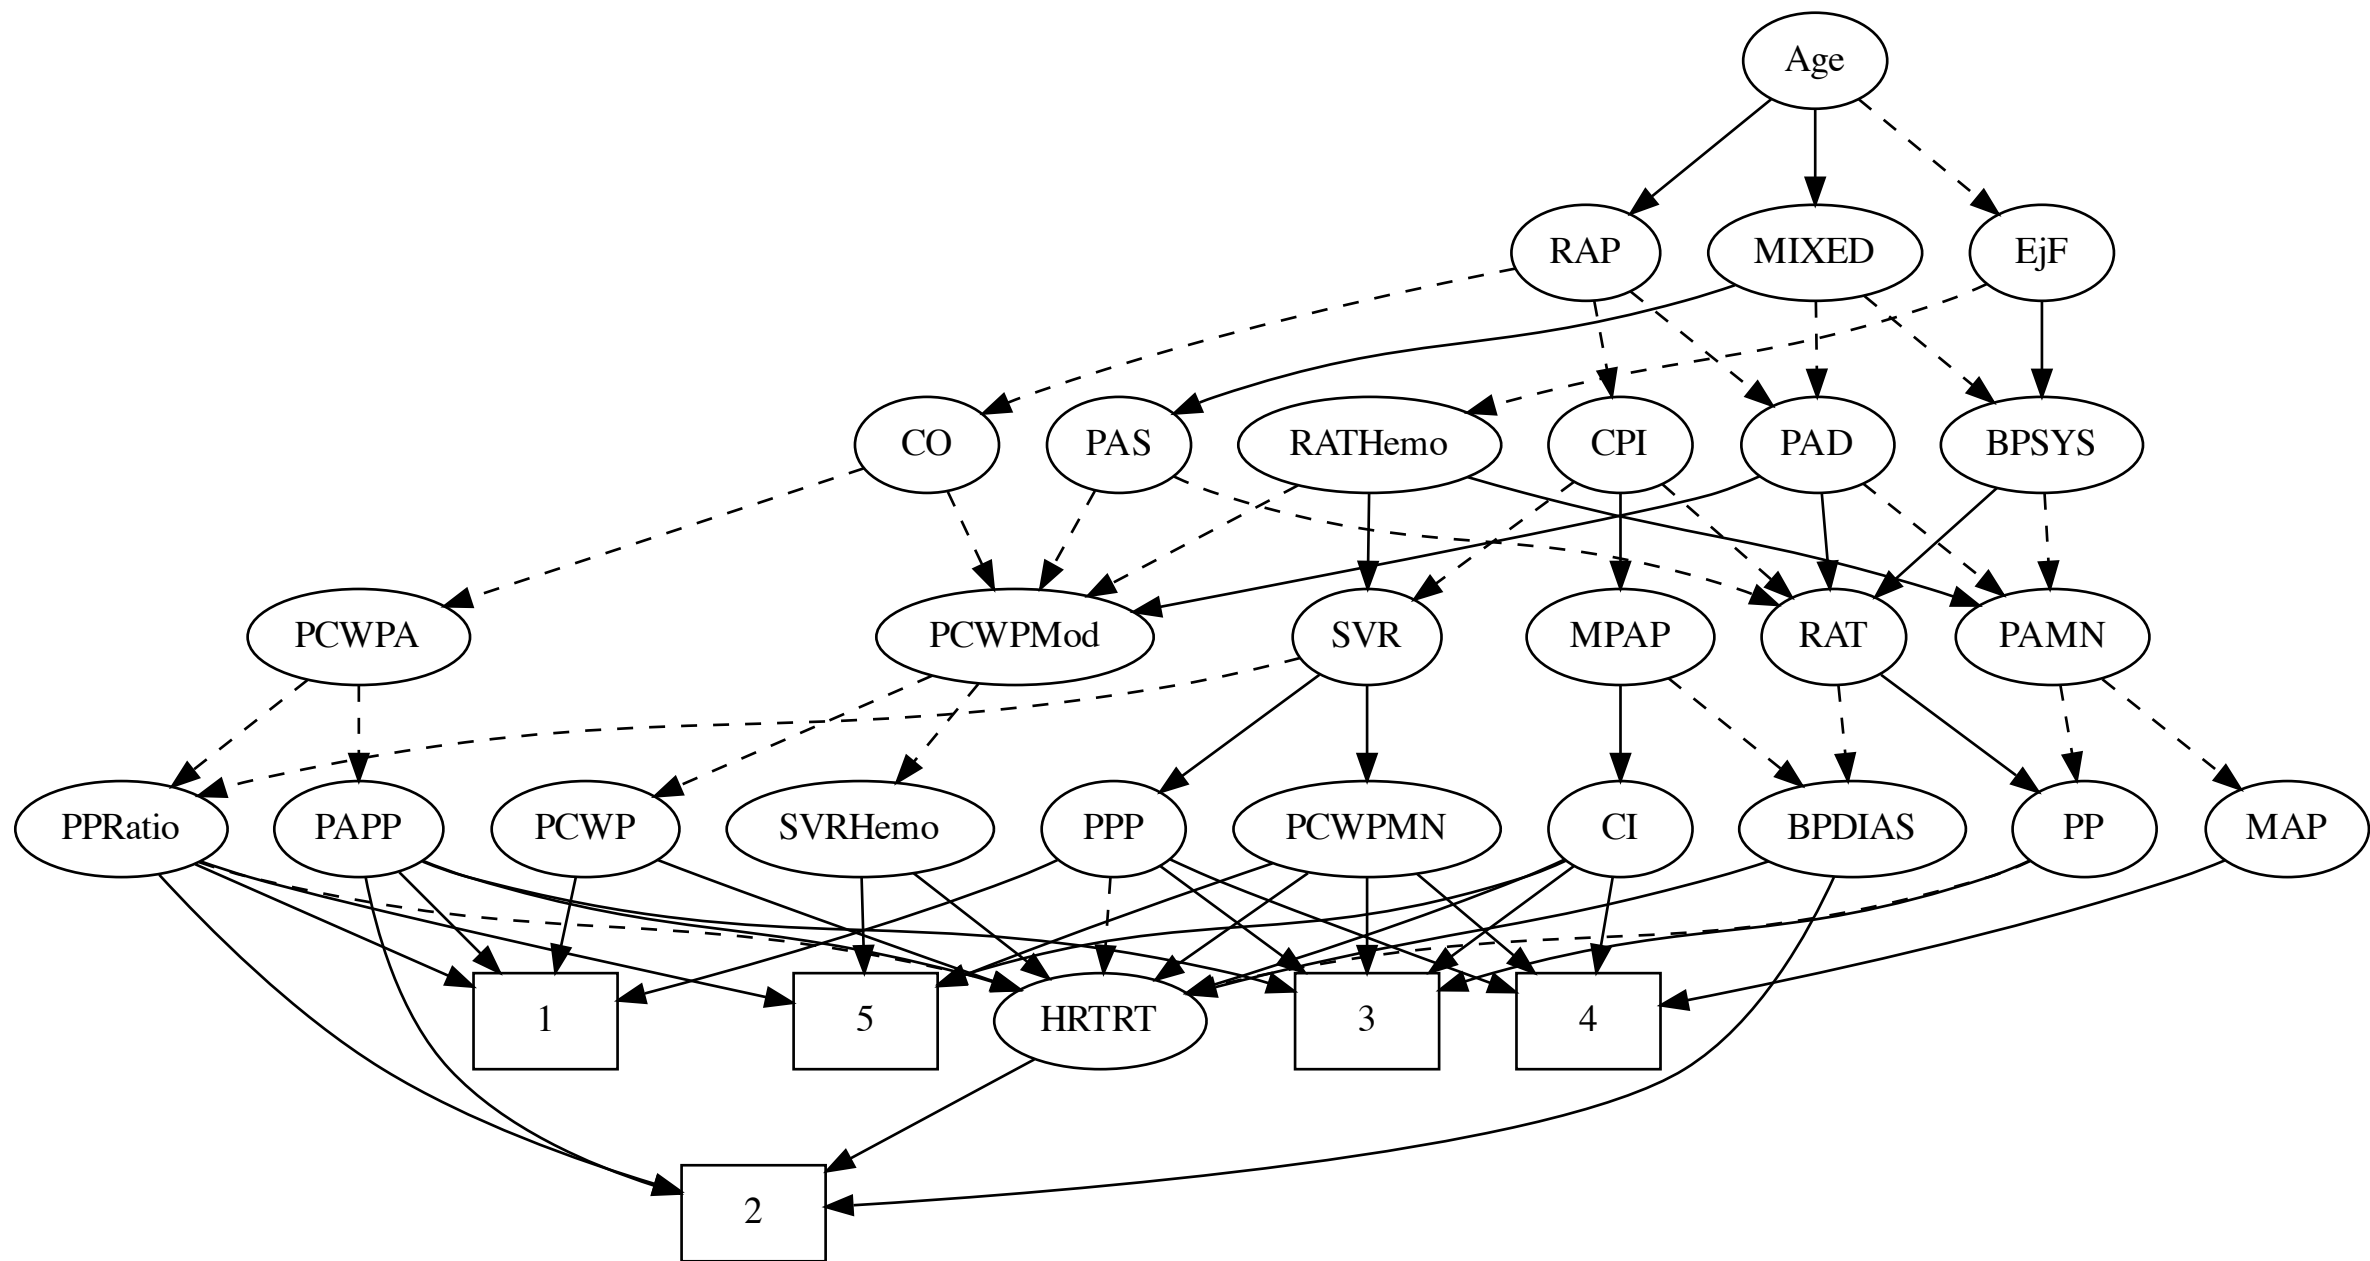 Age
RAP
MIXED
EjF
CO
PAS
RATHemo
CPI
PAD
BPSYS
PCWPA
PCWPMod
SVR
MPAP
RAT
PAMN
PPRatio
PAPP
PCWP
SVRHemo
PPP
PCWPMN
CI
BPDIAS
PP
MAP
1
5
HRTRT
3
4
2